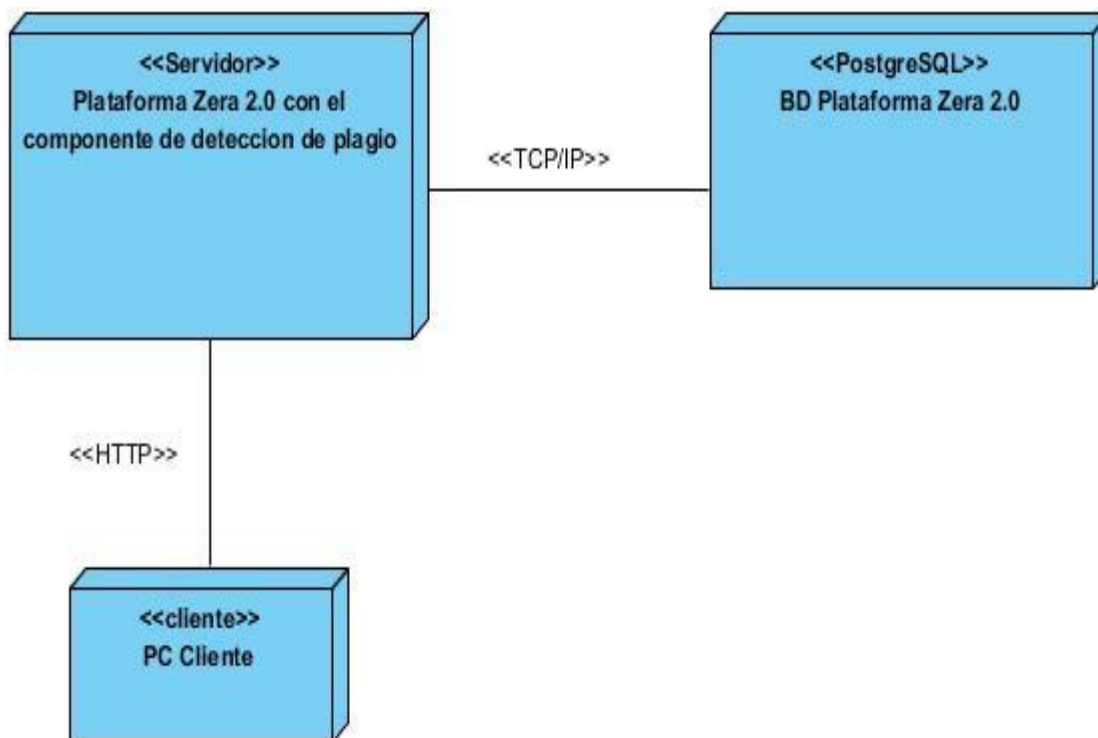 <<Servidor>>
Plataforma Zera 2.0 con el
componente de deteccion de plagio
<<PostgreSQL>>
BD Plataforma Zera 2.0
<<TCP/IP>>
<<HTTP>>
<<cliente>>
PC Cliente